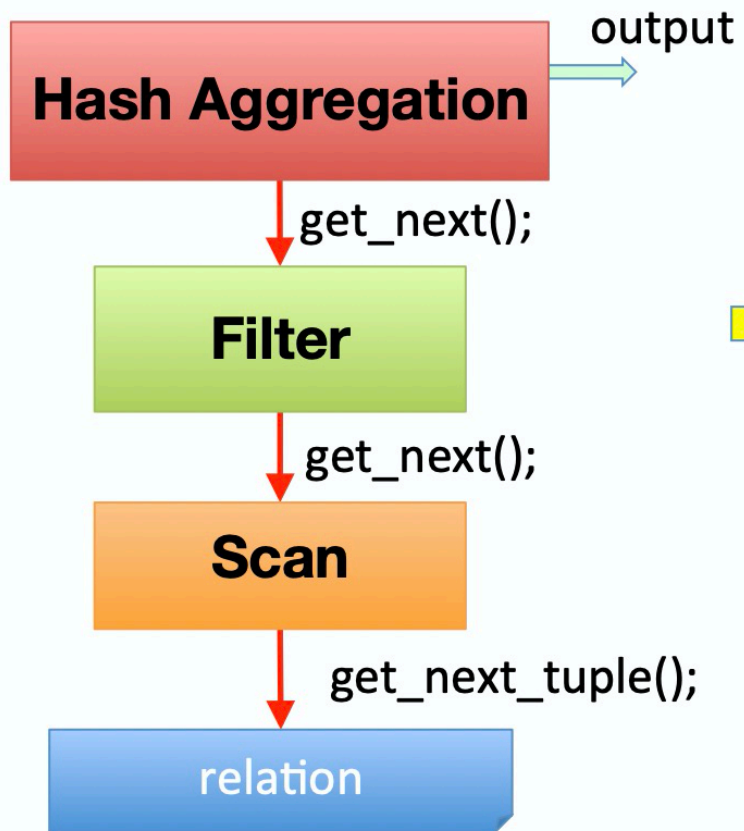 output
Hash Aggregation
get_next();
Filter
get_next();
Scan
get_next_tuple();
relation